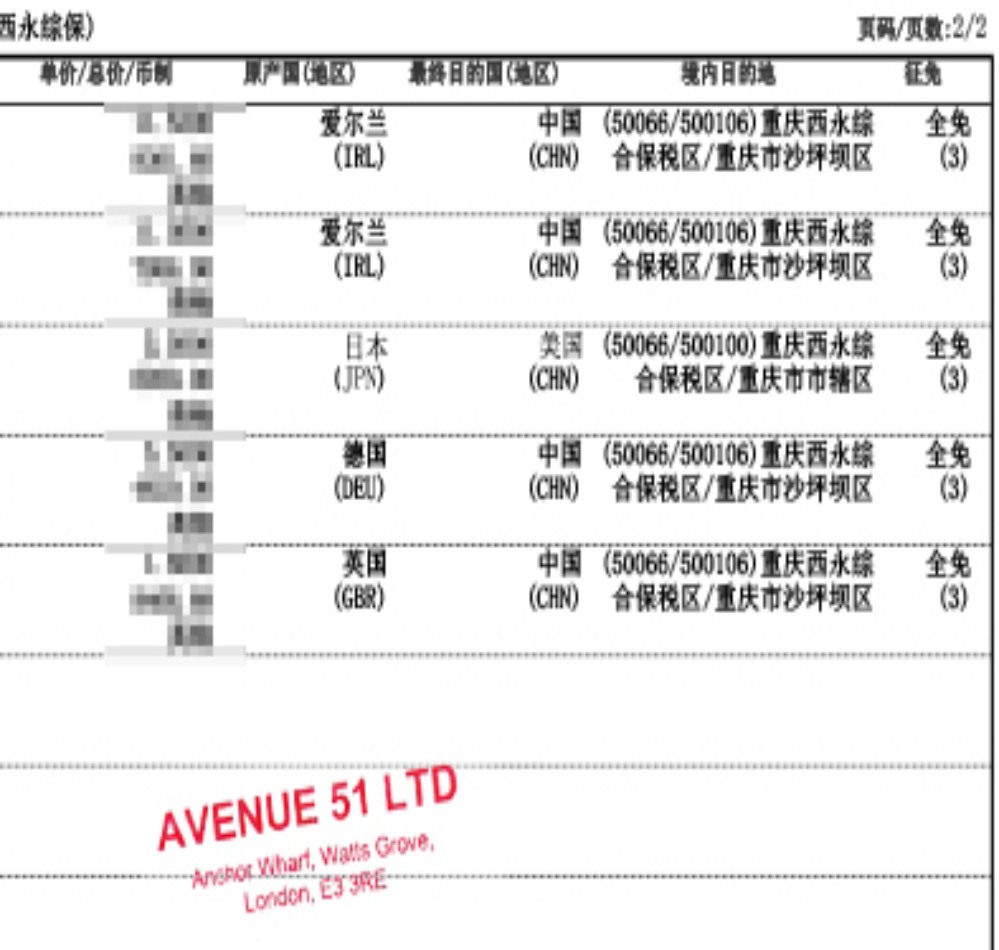 西永综保)
页码/页数:2/2
单价/总价/币制 原产国(地区) 最终目的国(地区) 境内目的地 征免
爱尔兰 中国 (50066/500106)重庆西永综 全免
(IRL) (CHN) 合保税区/重庆市沙坪坝区 (3)
爱尔兰 中国 (50066/500106)重庆西永综 全免
(IRL) (CHN) 合保税区/重庆市沙坪坝区 (3)
日本 美国 (50066/500100)重庆西永综 全免
(JPN) (CHN) 合保税区/重庆市市辖区 (3)
德国 中国 (50066/500106)重庆西永综 全免
(DEU) (CHN) 合保税区/重庆市沙坪坝区 (3)
英国 中国 (50066/500106)重庆西永综 全免
(GBR) (CHN) 合保税区/重庆市沙坪坝区 (3)
AVENUE 51 LTD
Anchor Wharf, Watts Grove,
London, E3 3RE